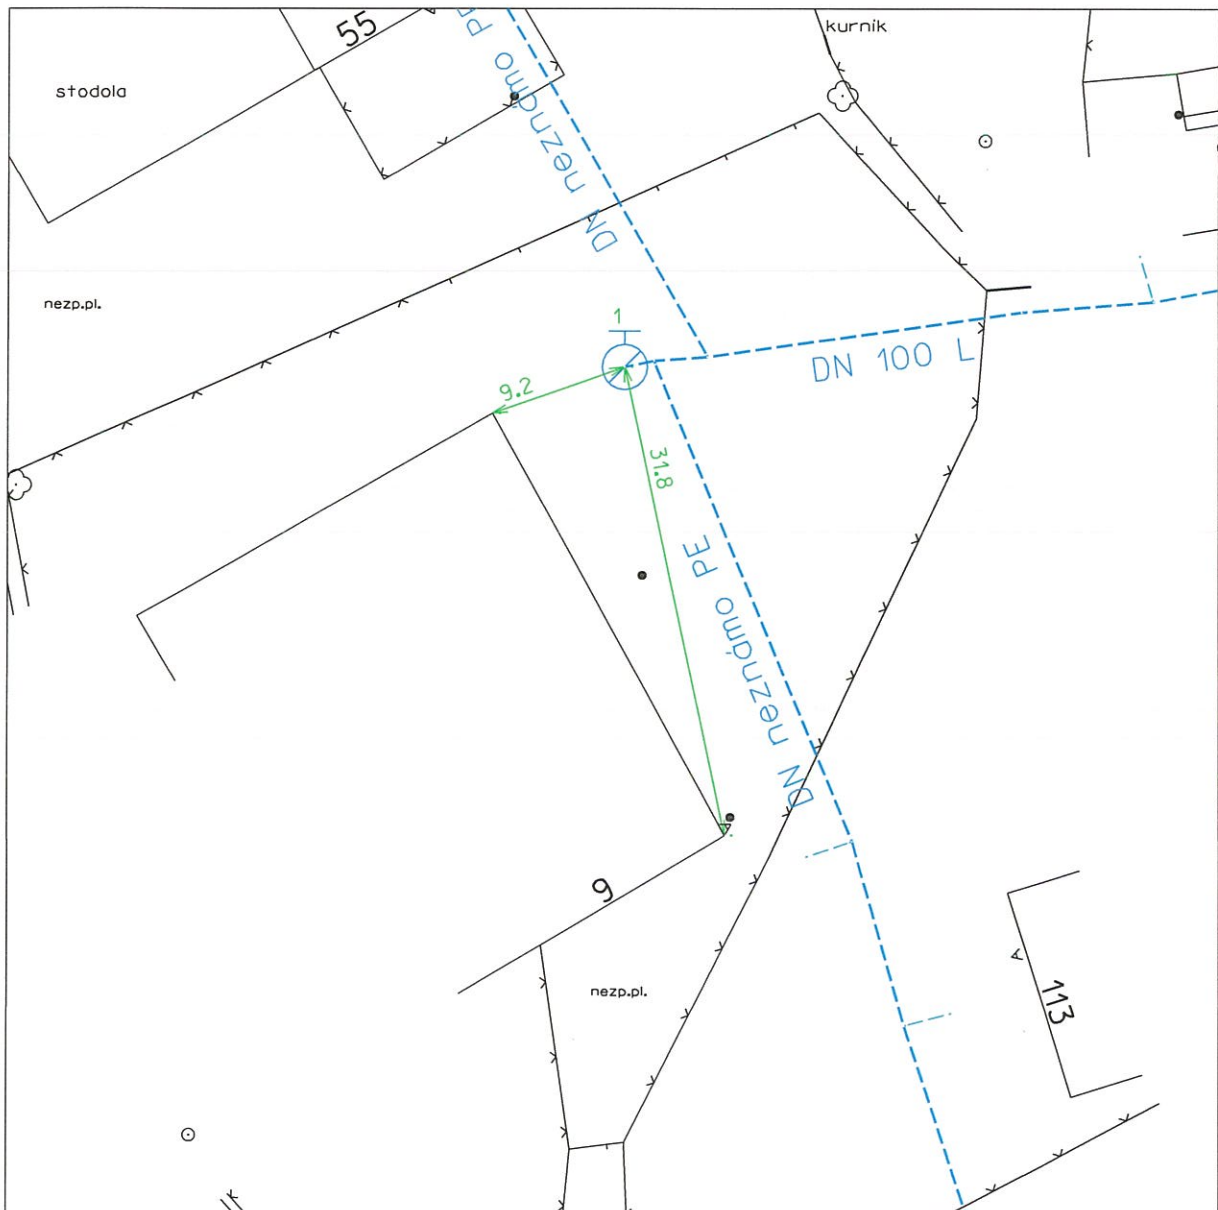 55
kurnik
stodola
DN neznámo PE
nezp.pl.
1
DN 100 L
9.2
31.8
DN neznámo PE
9
nezp.pl.
113